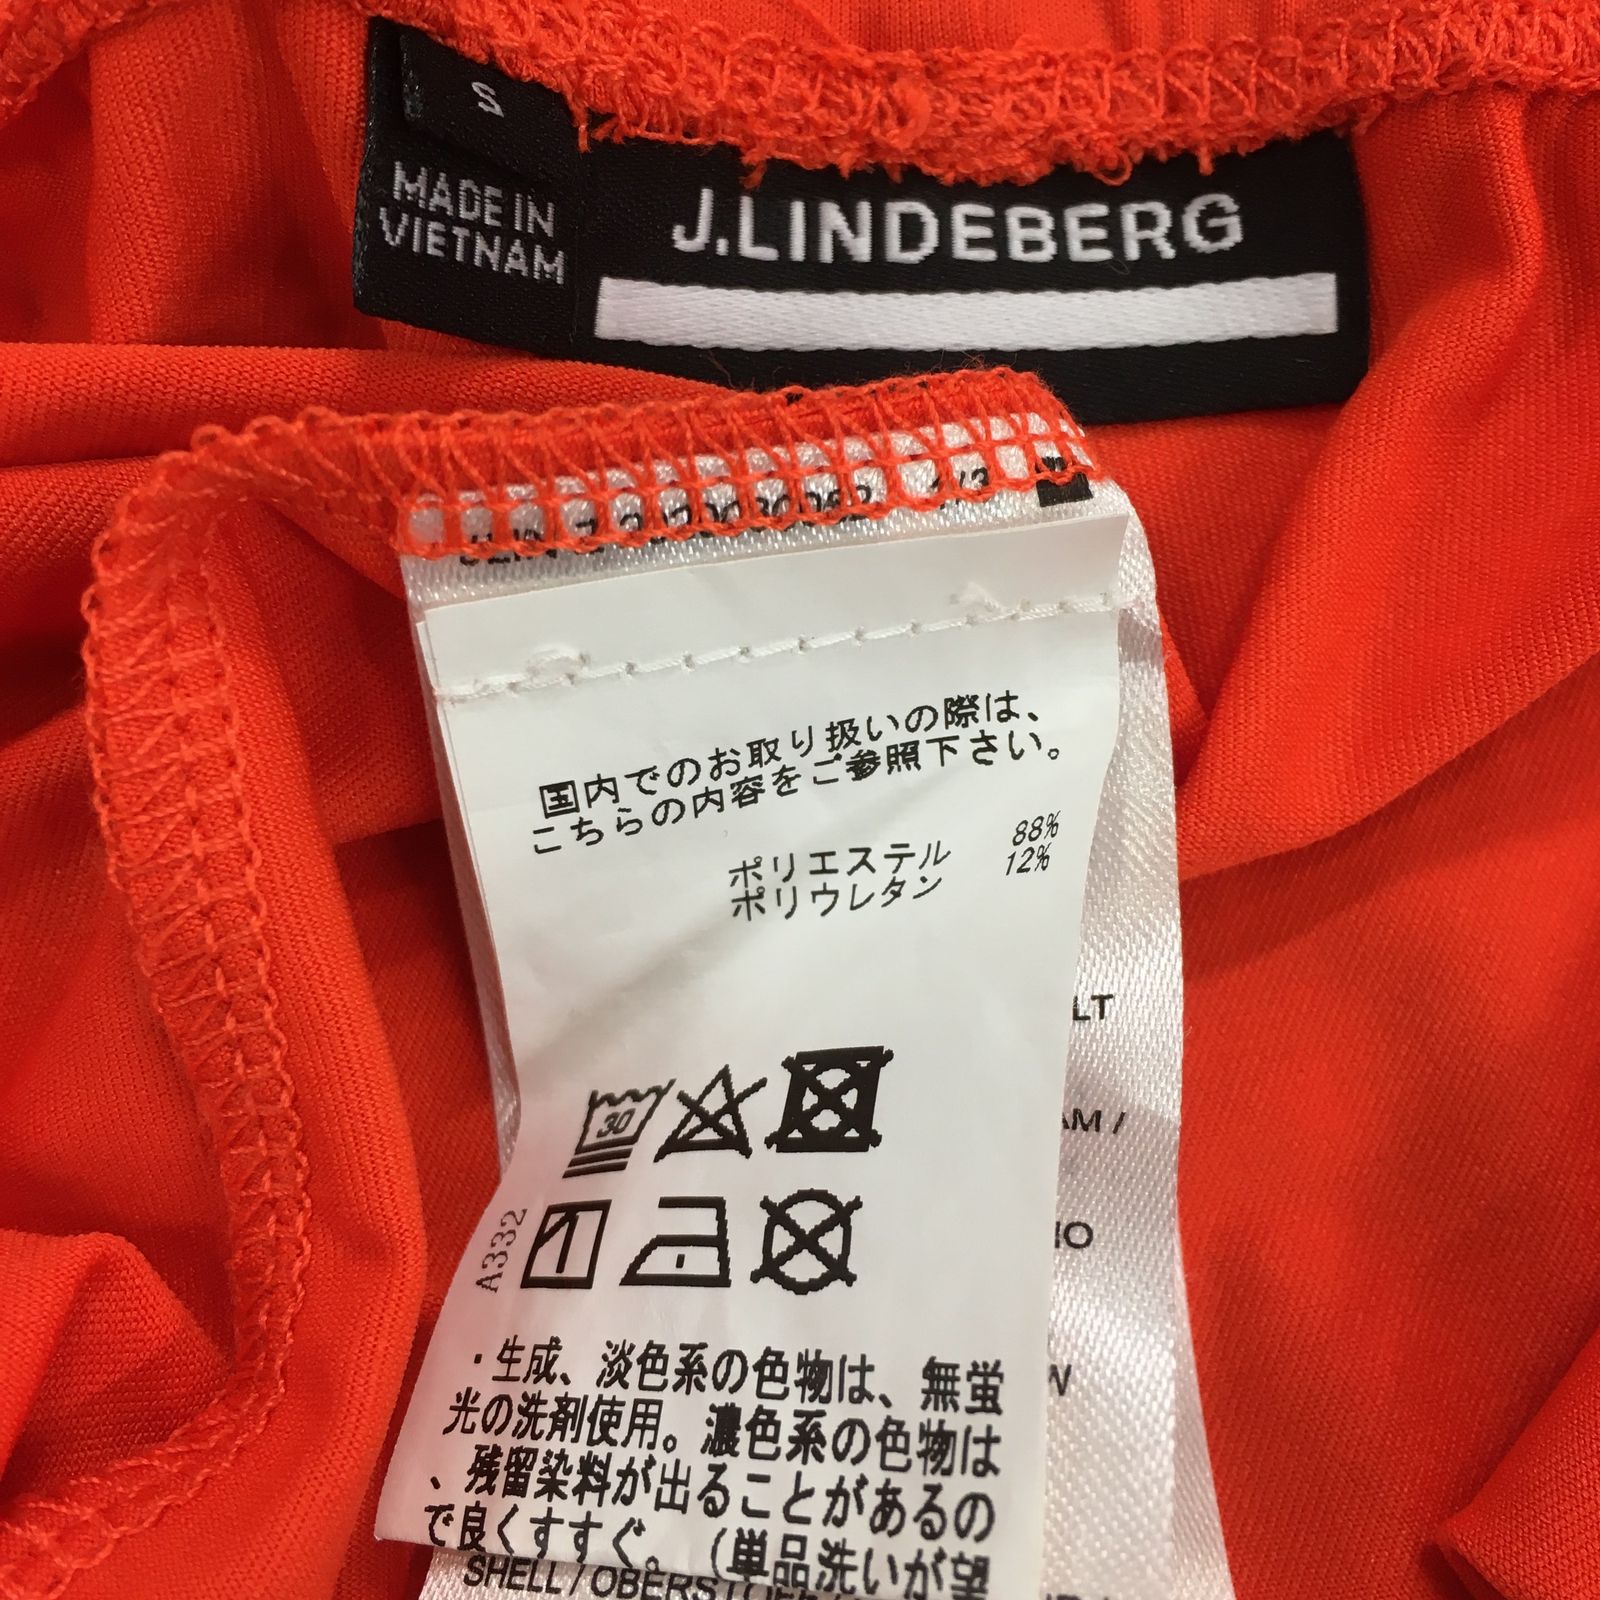 S
MADE IN
VIETNAM
J.LINDEBERG
国内でのお取り扱いの際は、
こちらの内容をご参照下さい。
ポリエステル 88%
ポリウレタン 12%
LT
AM /
30
A332
IO
W
・生成、淡色系の色物は、無蛍
光の洗剤使用。濃色系の色物は
、残留染料が出ることがあるの
で良くすすぐ。（単品洗いが望
SHELL /